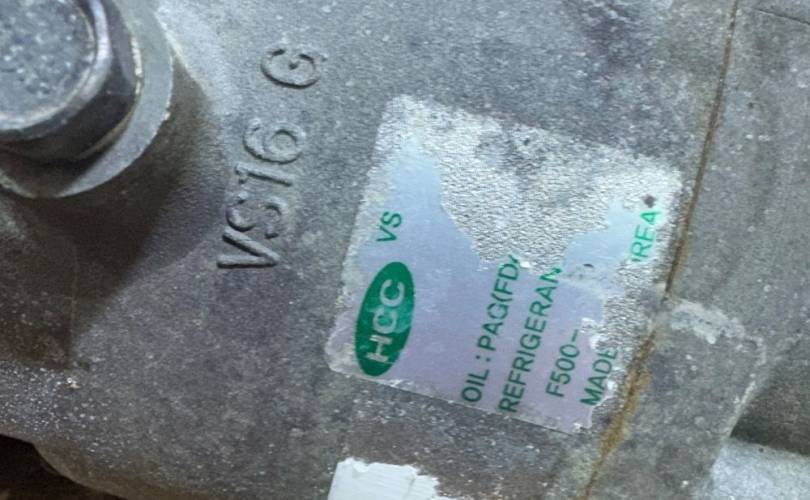 VS16 G
HCC VS
OIL : PAG(FD
REFRIGERAN
F500-
MADE REA